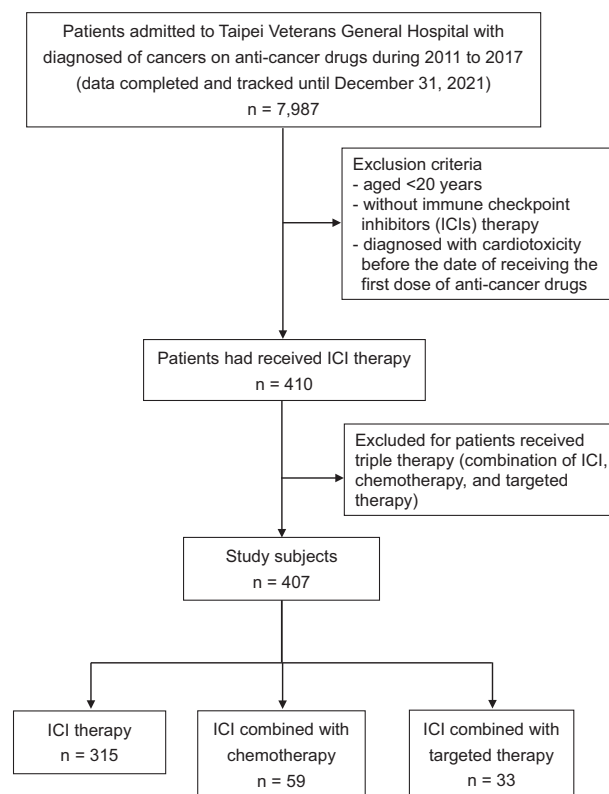 Patients admitted to Taipei Veterans General Hospital with
diagnosed of cancers on anti-cancer drugs during 2011 to 2017
(data completed and tracked until December 31, 2021)
n = 7,987
Exclusion criteria
- aged <20 years
- without immune checkpoint
inhibitors (ICIs) therapy
- diagnosed with cardiotoxicity
before the date of receiving the
first dose of anti-cancer drugs
Patients had received ICI therapy
n = 410
Excluded for patients received
triple therapy (combination of ICI,
chemotherapy, and targeted
therapy)
Study subjects
n = 407
ICI therapy
n = 315
ICI combined with
chemotherapy
n = 59
ICI combined with
targeted therapy
n = 33